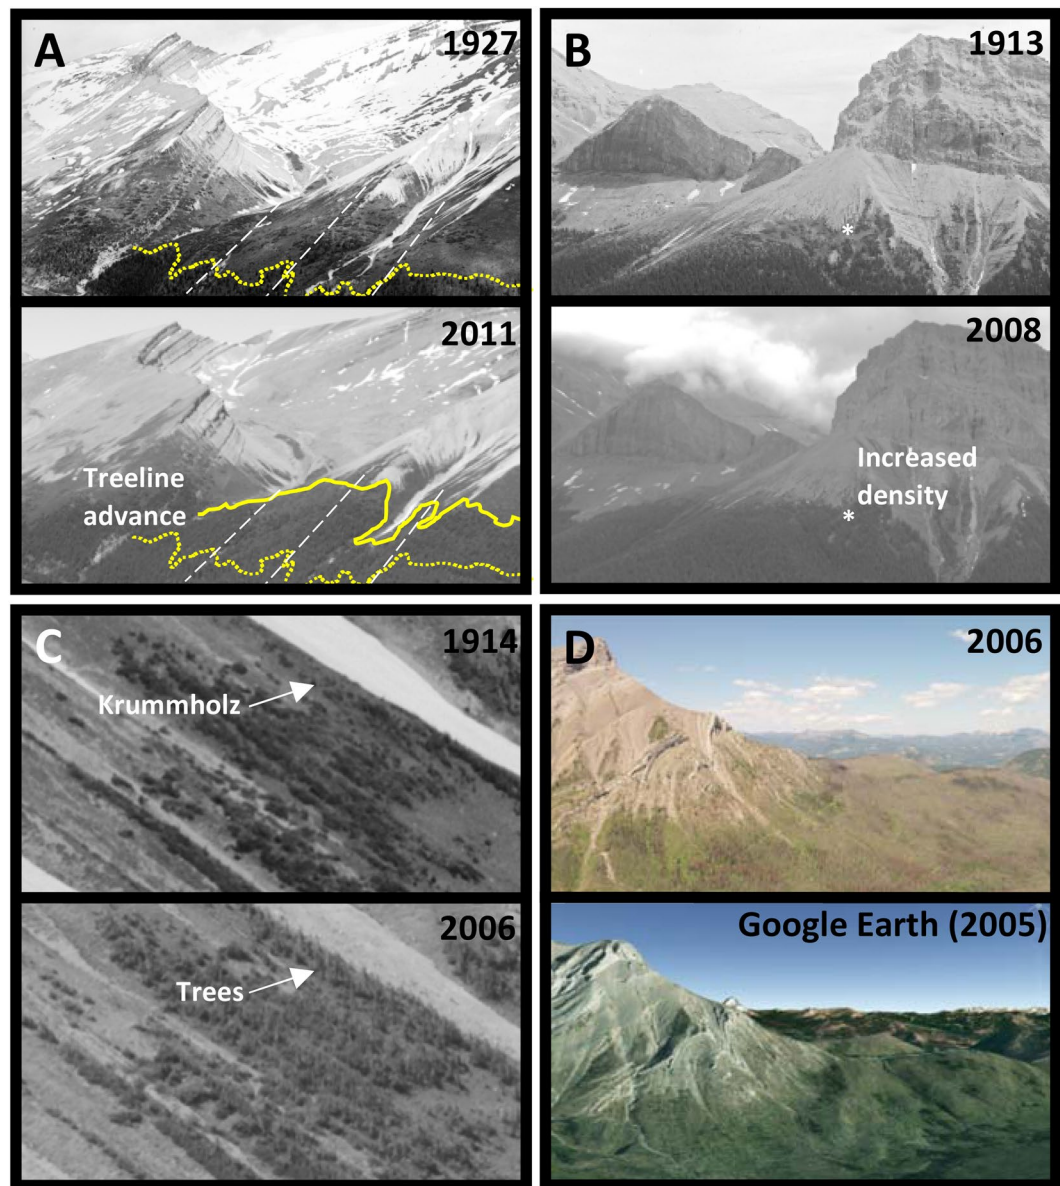 A
1927
2011
Treeline
advance
B
1913
*
2008
Increased
density
*
C
1914
Krummholz
2006
Trees
D
2006
Google Earth (2005)